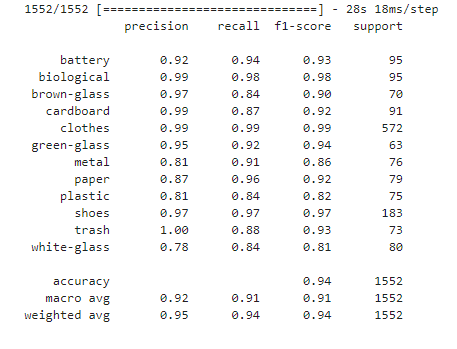 1552/1552 [==============================] - 28s 18ms/step
precision recall f1-score support
battery 0.92 0.94 0.93 95
biological 0.99 0.98 0.98 95
brown-glass 0.97 0.84 0.90 70
cardboard 0.99 0.87 0.92 91
clothes 0.99 0.99 0.99 572
green-glass 0.95 0.92 0.94 63
metal 0.81 0.91 0.86 76
paper 0.87 0.96 0.92 79
plastic 0.81 0.84 0.82 75
shoes 0.97 0.97 0.97 183
trash 1.00 0.88 0.93 73
white-glass 0.78 0.84 0.81 80
accuracy 0.94 1552
macro avg 0.92 0.91 0.91 1552
weighted avg 0.95 0.94 0.94 1552